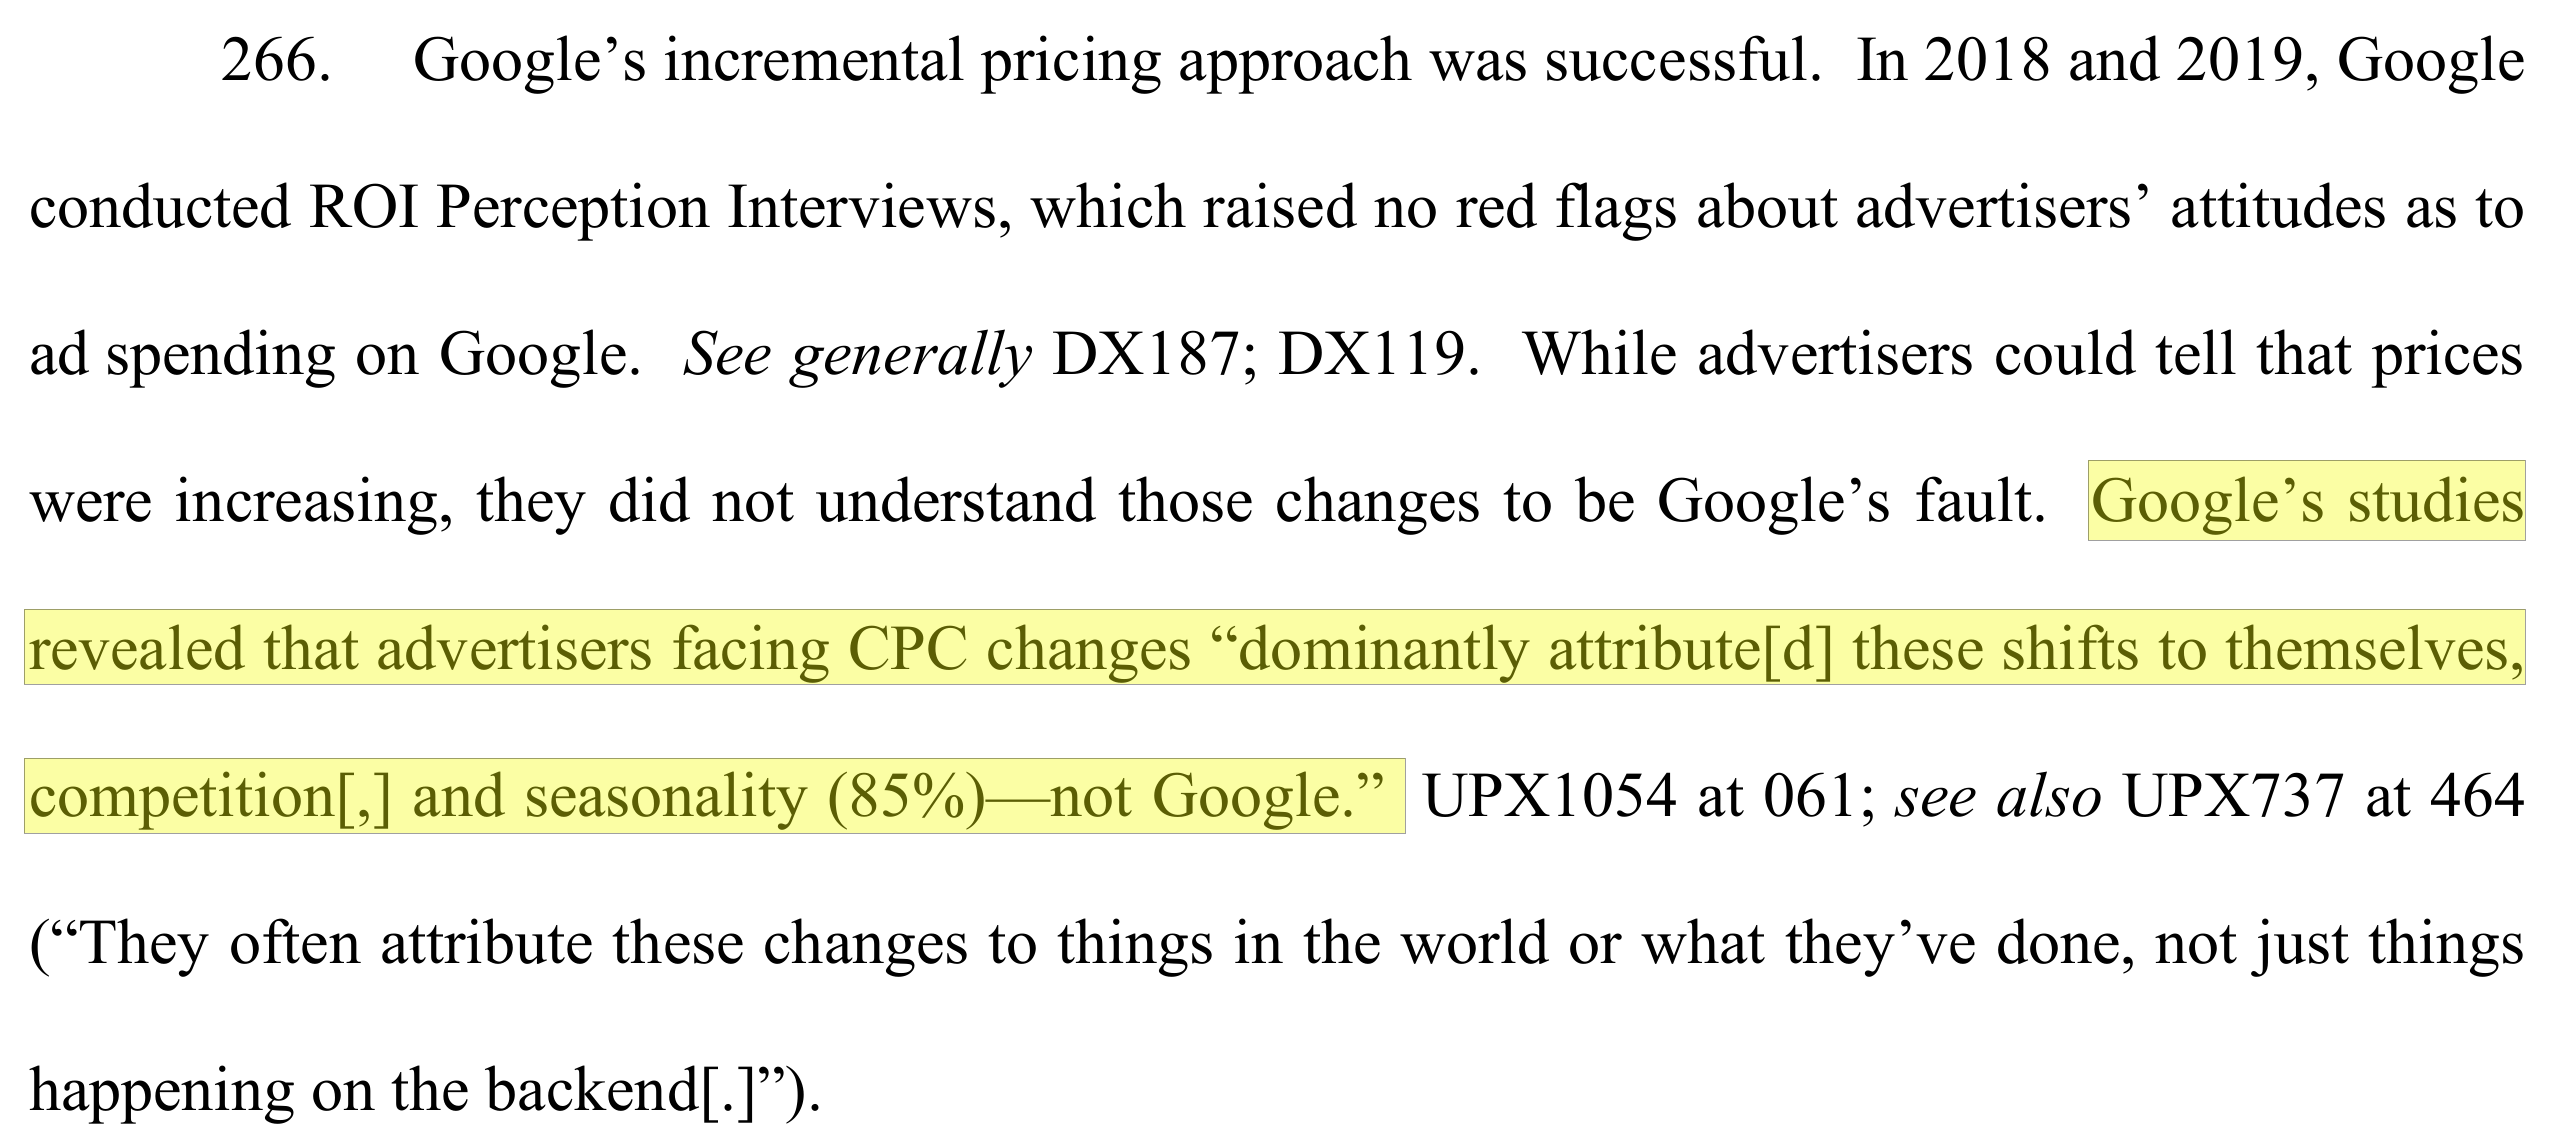 266. Google’s incremental pricing approach was successful. In 2018 and 2019, Google
conducted ROI Perception Interviews, which raised no red flags about advertisers’ attitudes as to
ad spending on Google. See generally DX187; DX119. While advertisers could tell that prices
were increasing, they did not understand those changes to be Google’s fault. Google’s studies
revealed that advertisers facing CPC changes “dominantly attribute[d] these shifts to themselves,
competition[,] and seasonality (85%)—not Google.” UPX1054 at 061; see also UPX737 at 464
(“They often attribute these changes to things in the world or what they’ve done, not just things
happening on the backend[.]”).